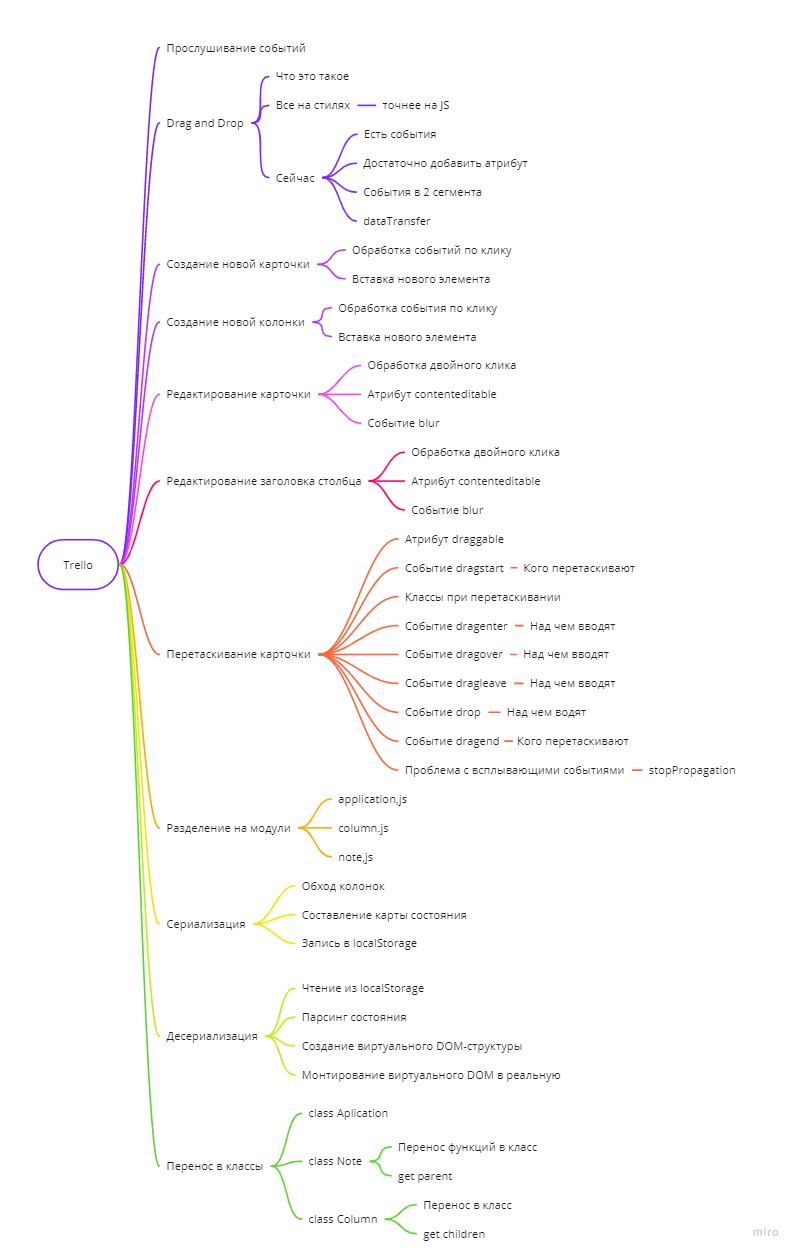 Прослушивание событий
Что это такое
Drag and Drop
Все на стилях
точнее на JS
Есть события
Достаточно добавить атрибут
Сейчас
События в 2 сегмента
dataTransfer
Создание новой карточки
Обработка событий по клику
Вставка нового элемента
Создание новой колонки
Обработка события по клику
Вставка нового элемента
Редактирование карточки
Обработка двойного клика
Атрибут contenteditable
Событие blur
Редактирование заголовка столбца
Обработка двойного клика
Атрибут contenteditable
Событие blur
Trello
Перетаскивание карточки
Атрибут draggable
Событие dragstart
Кого перетаскивают
Классы при перетаскивании
Событие dragenter
Над чем вводят
Событие dragover
Над чем вводят
Событие dragleave
Над чем вводят
Событие drop
Над чем водят
Событие dragend
Кого перетаскивают
Проблема с всплывающими событиями
stopPropagation
Разделение на модули
application,js
column.js
note,js
Сериализация
Обход колонок
Составление карты состояния
Запись в localStorage
Десериализация
Чтение из localStorage
Парсинг состояния
Создание виртуального DOM-структуры
Монтирование виртуального DOM в реальную
Перенос в классы
class Aplication
class Note
Перенос функций в класс
get parent
class Column
Перенос в класс
get children
miro